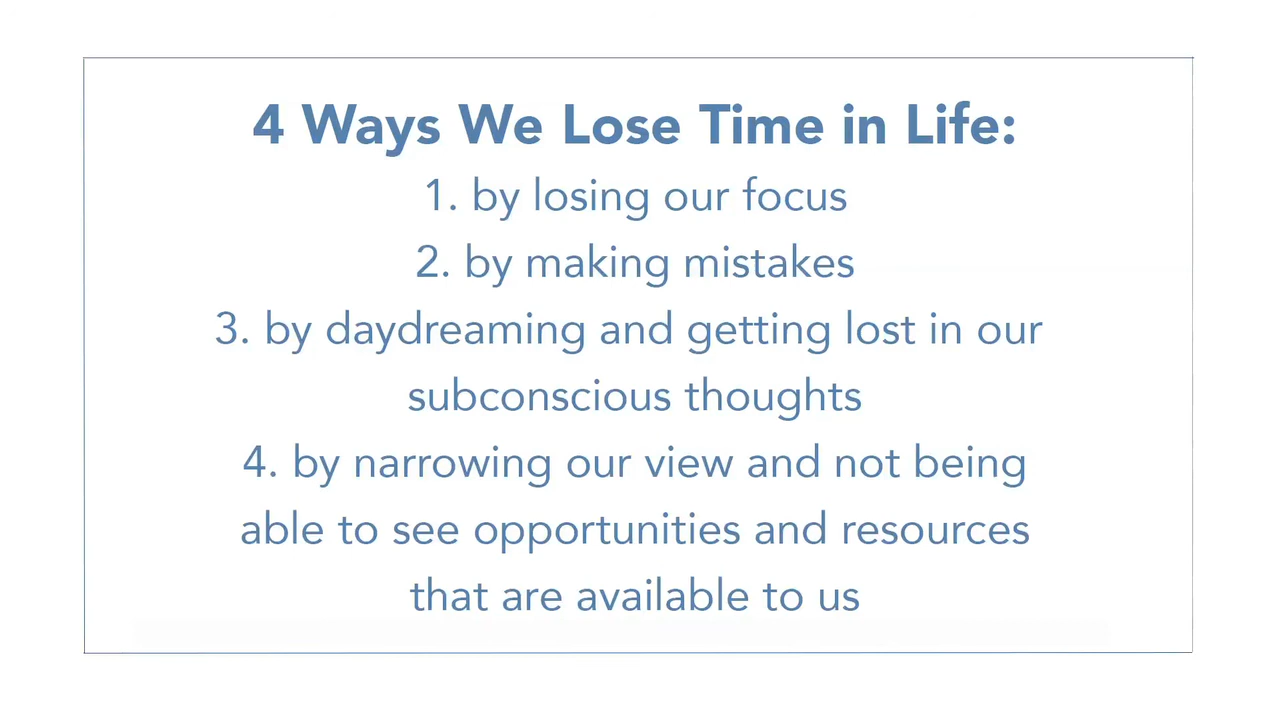 4 Ways We Lose Time in Life:
1. by losing our focus
2. by making mistakes
3. by daydreaming and getting lost in our
subconscious thoughts
4. by narrowing our view and not being
able to see opportunities and resources
that are available to us